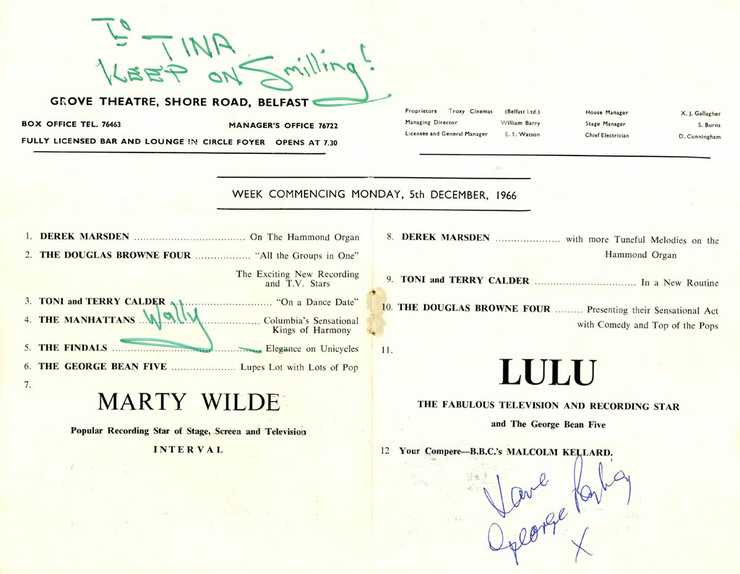 To
TINA
KEEP ON Smilling!
GROVE THEATRE, SHORE ROAD, BELFAST
BOX OFFICE TEL. 76463 MANAGER'S OFFICE 76722
FULLY LICENSED BAR AND LOUNGE IN CIRCLE FOYER OPENS AT 7.30
Proprietors Troxy Cinemas (Belfast Ltd.) House Manager X. J. Gallagher
Managing Director William Barry Stage Manager S. Burns
Licensee and General Manager E. T. Watson Chief Electrician D. Cunningham
WEEK COMMENCING MONDAY, 5th DECEMBER, 1966
1. DEREK MARSDEN .................. On The Hammond Organ
2. THE DOUGLAS BROWNE FOUR ............ "All the Groups in One"
The Exciting New Recording
and T.V. Stars
3. TONI and TERRY CALDER .................. "On a Dance Date"
4. THE MANHATTANS Wally .................. Columbia's Sensational
Kings of Harmony
5. THE FINDALS .................. Elegance on Unicycles
6. THE GEORGE BEAN FIVE ............ Lupes Lot with Lots of Pop
7.
MARTY WILDE
Popular Recording Star of Stage, Screen and Television
INTERVAL
8. DEREK MARSDEN .................. with more Tuneful Melodies on the
Hammond Organ
9. TONI and TERRY CALDER .................. In a New Routine
10. THE DOUGLAS BROWNE FOUR ......... Presenting their Sensational Act
with Comedy and Top of the Pops
11.
LULU
THE FABULOUS TELEVISION AND RECORDING STAR
and The George Bean Five
12 Your Compere—B.B.C.'s MALCOLM KELLARD.
George
X